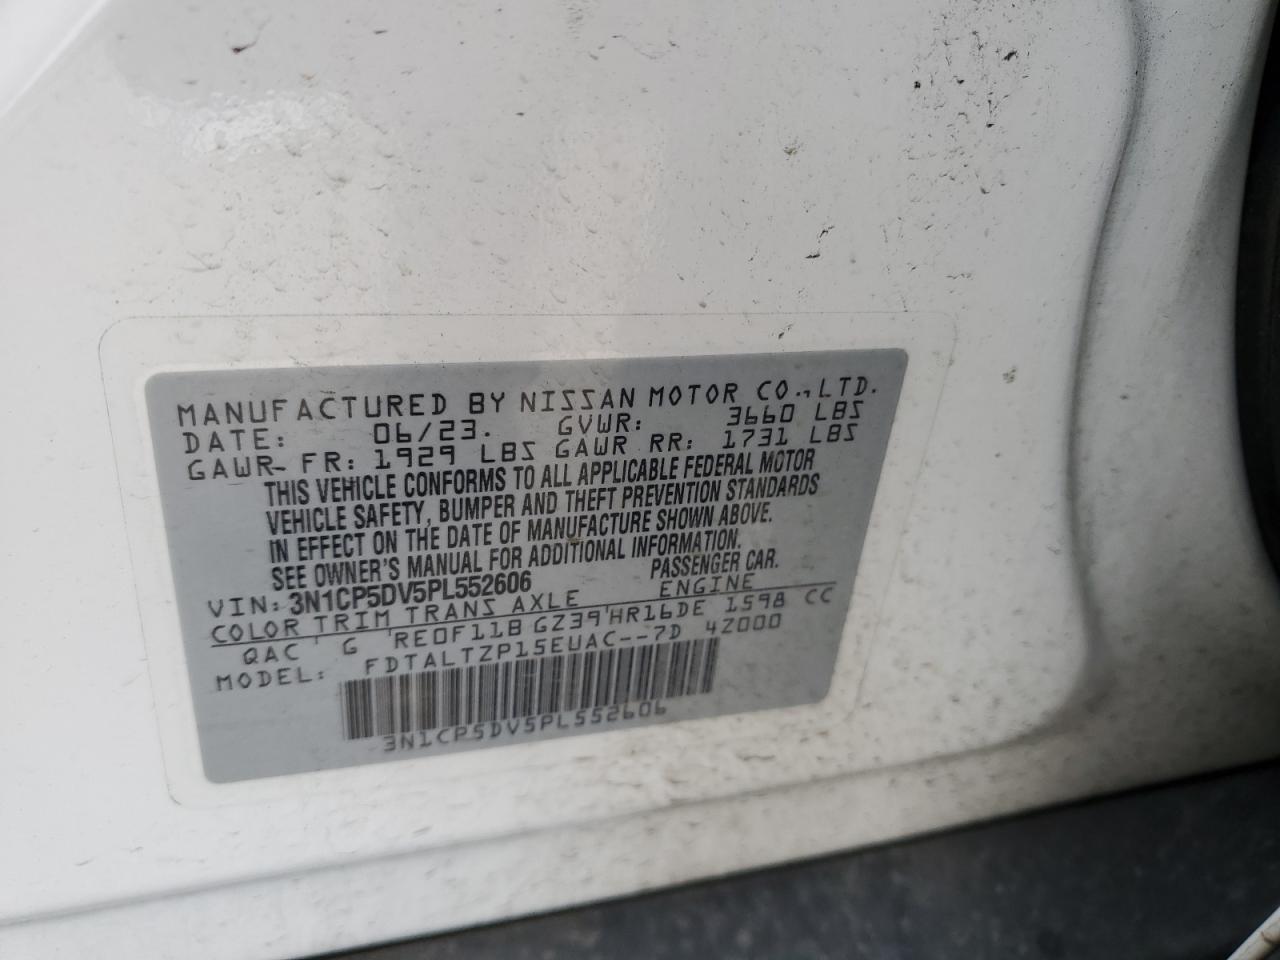 MANUFACTURED BY NISSAN MOTOR CO., LTD.
DATE: 06/23. GVWR: 3660 LBS
GAWR FR: 1929 LBS GAWR RR: 1731 LBS
THIS VEHICLE CONFORMS TO ALL APPLICABLE FEDERAL MOTOR
VEHICLE SAFETY, BUMPER AND THEFT PREVENTION STANDARDS
IN EFFECT ON THE DATE OF MANUFACTURE SHOWN ABOVE.
SEE OWNER'S MANUAL FOR ADDITIONAL INFORMATION.
VIN: 3N1CP5DV5PL552606 PASSENGER CAR.
COLOR TRIM TRANS AXLE ENGINE
QAC G RE0F11B GZ39 HR16DE 1598 CC
MODEL: FDTALTZP15EUAC--7D 4Z000
3N1CP5DV5PL552606